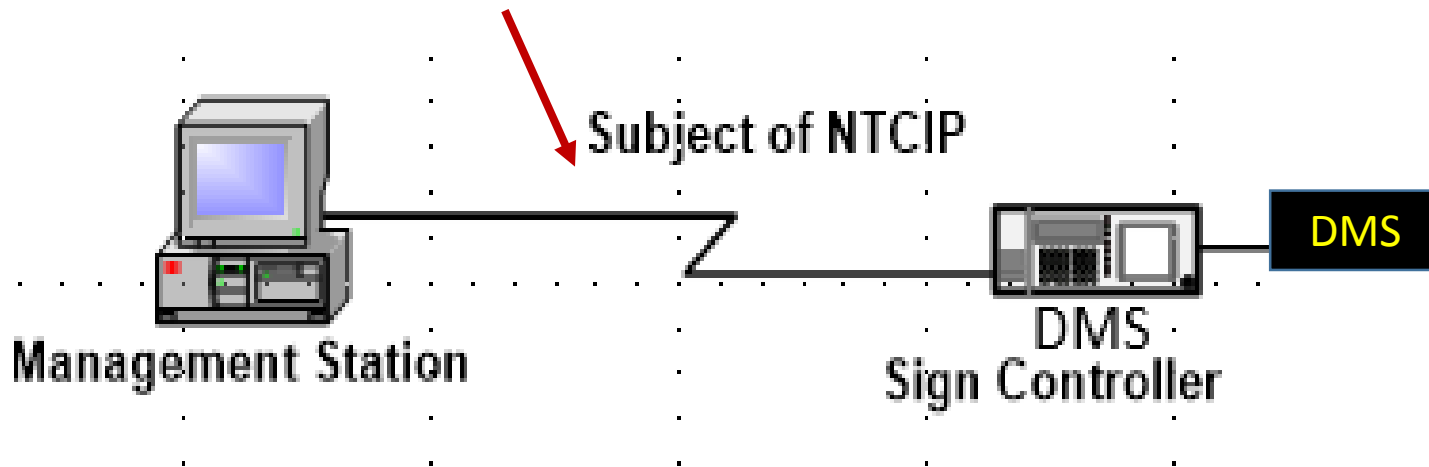 Subject of NTCIP
DMS
Management Station
DMS
Sign Controller